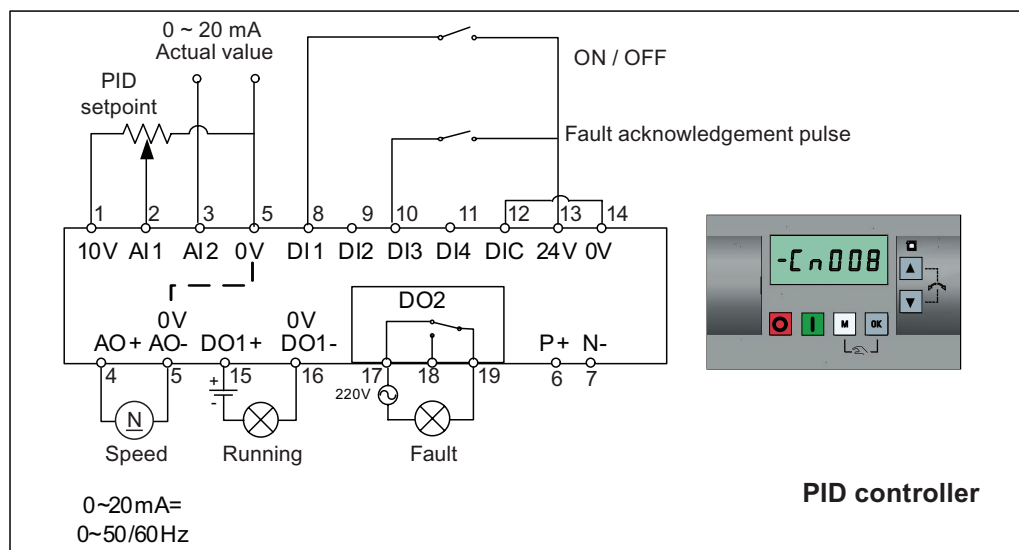 0 ~ 20 mA
Actual value
PID
setpoint
ON / OFF
Fault acknowledgement pulse
1 2 3 5 8 9 10 11 12 13 14
10V AI1 AI2 0V DI1 DI2 DI3 DI4 DIC 24V 0V
-Cn008
M OK
DO2
0V 0V
AO+ AO- DO1+ DO1- P+ N-
4 5 15 16 17 18 19 6 7
+
-
220V
N
Speed Running Fault
0~20mA=
0~50/60Hz
PID controller